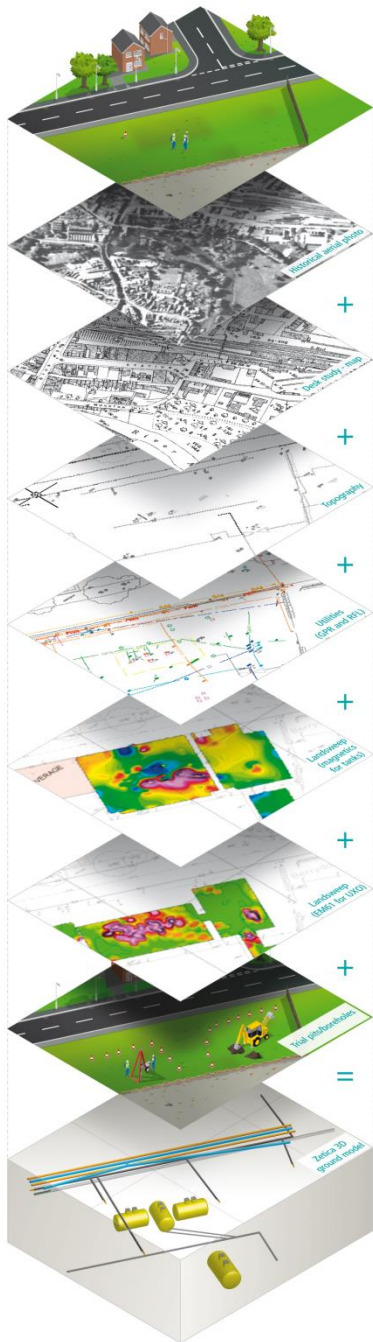 Historical aerial photo
+
Desk study - map
+
Topography
+
Utilities
(GPR and RFL)
+
VERAGE
Landsweep
(magnetics
for tanks)
+
Landsweep
(EM61 for UXO)
+
Trial pits/boreholes
=
Zetica 3D
ground model